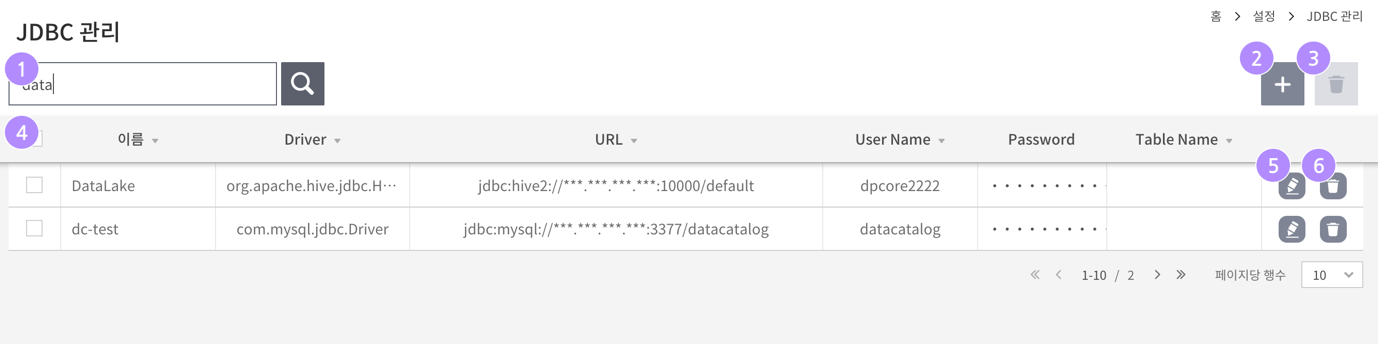 홈 > 설정 > JDBC 관리
JDBC 관리
1 data 2 3
4 이름 Driver URL User Name Password Table Name
5 6
DataLake org.apache.hive.jdbc.H… jdbc:hive2://***.***.***.***:10000/default dpcore2222 • • • • • • • • •
dc-test com.mysql.jdbc.Driver jdbc:mysql://***.***.***.***:3377/datacatalog datacatalog • • • • • • • • •
« ‹ 1-10 / 2 › » 페이지당 행수 10